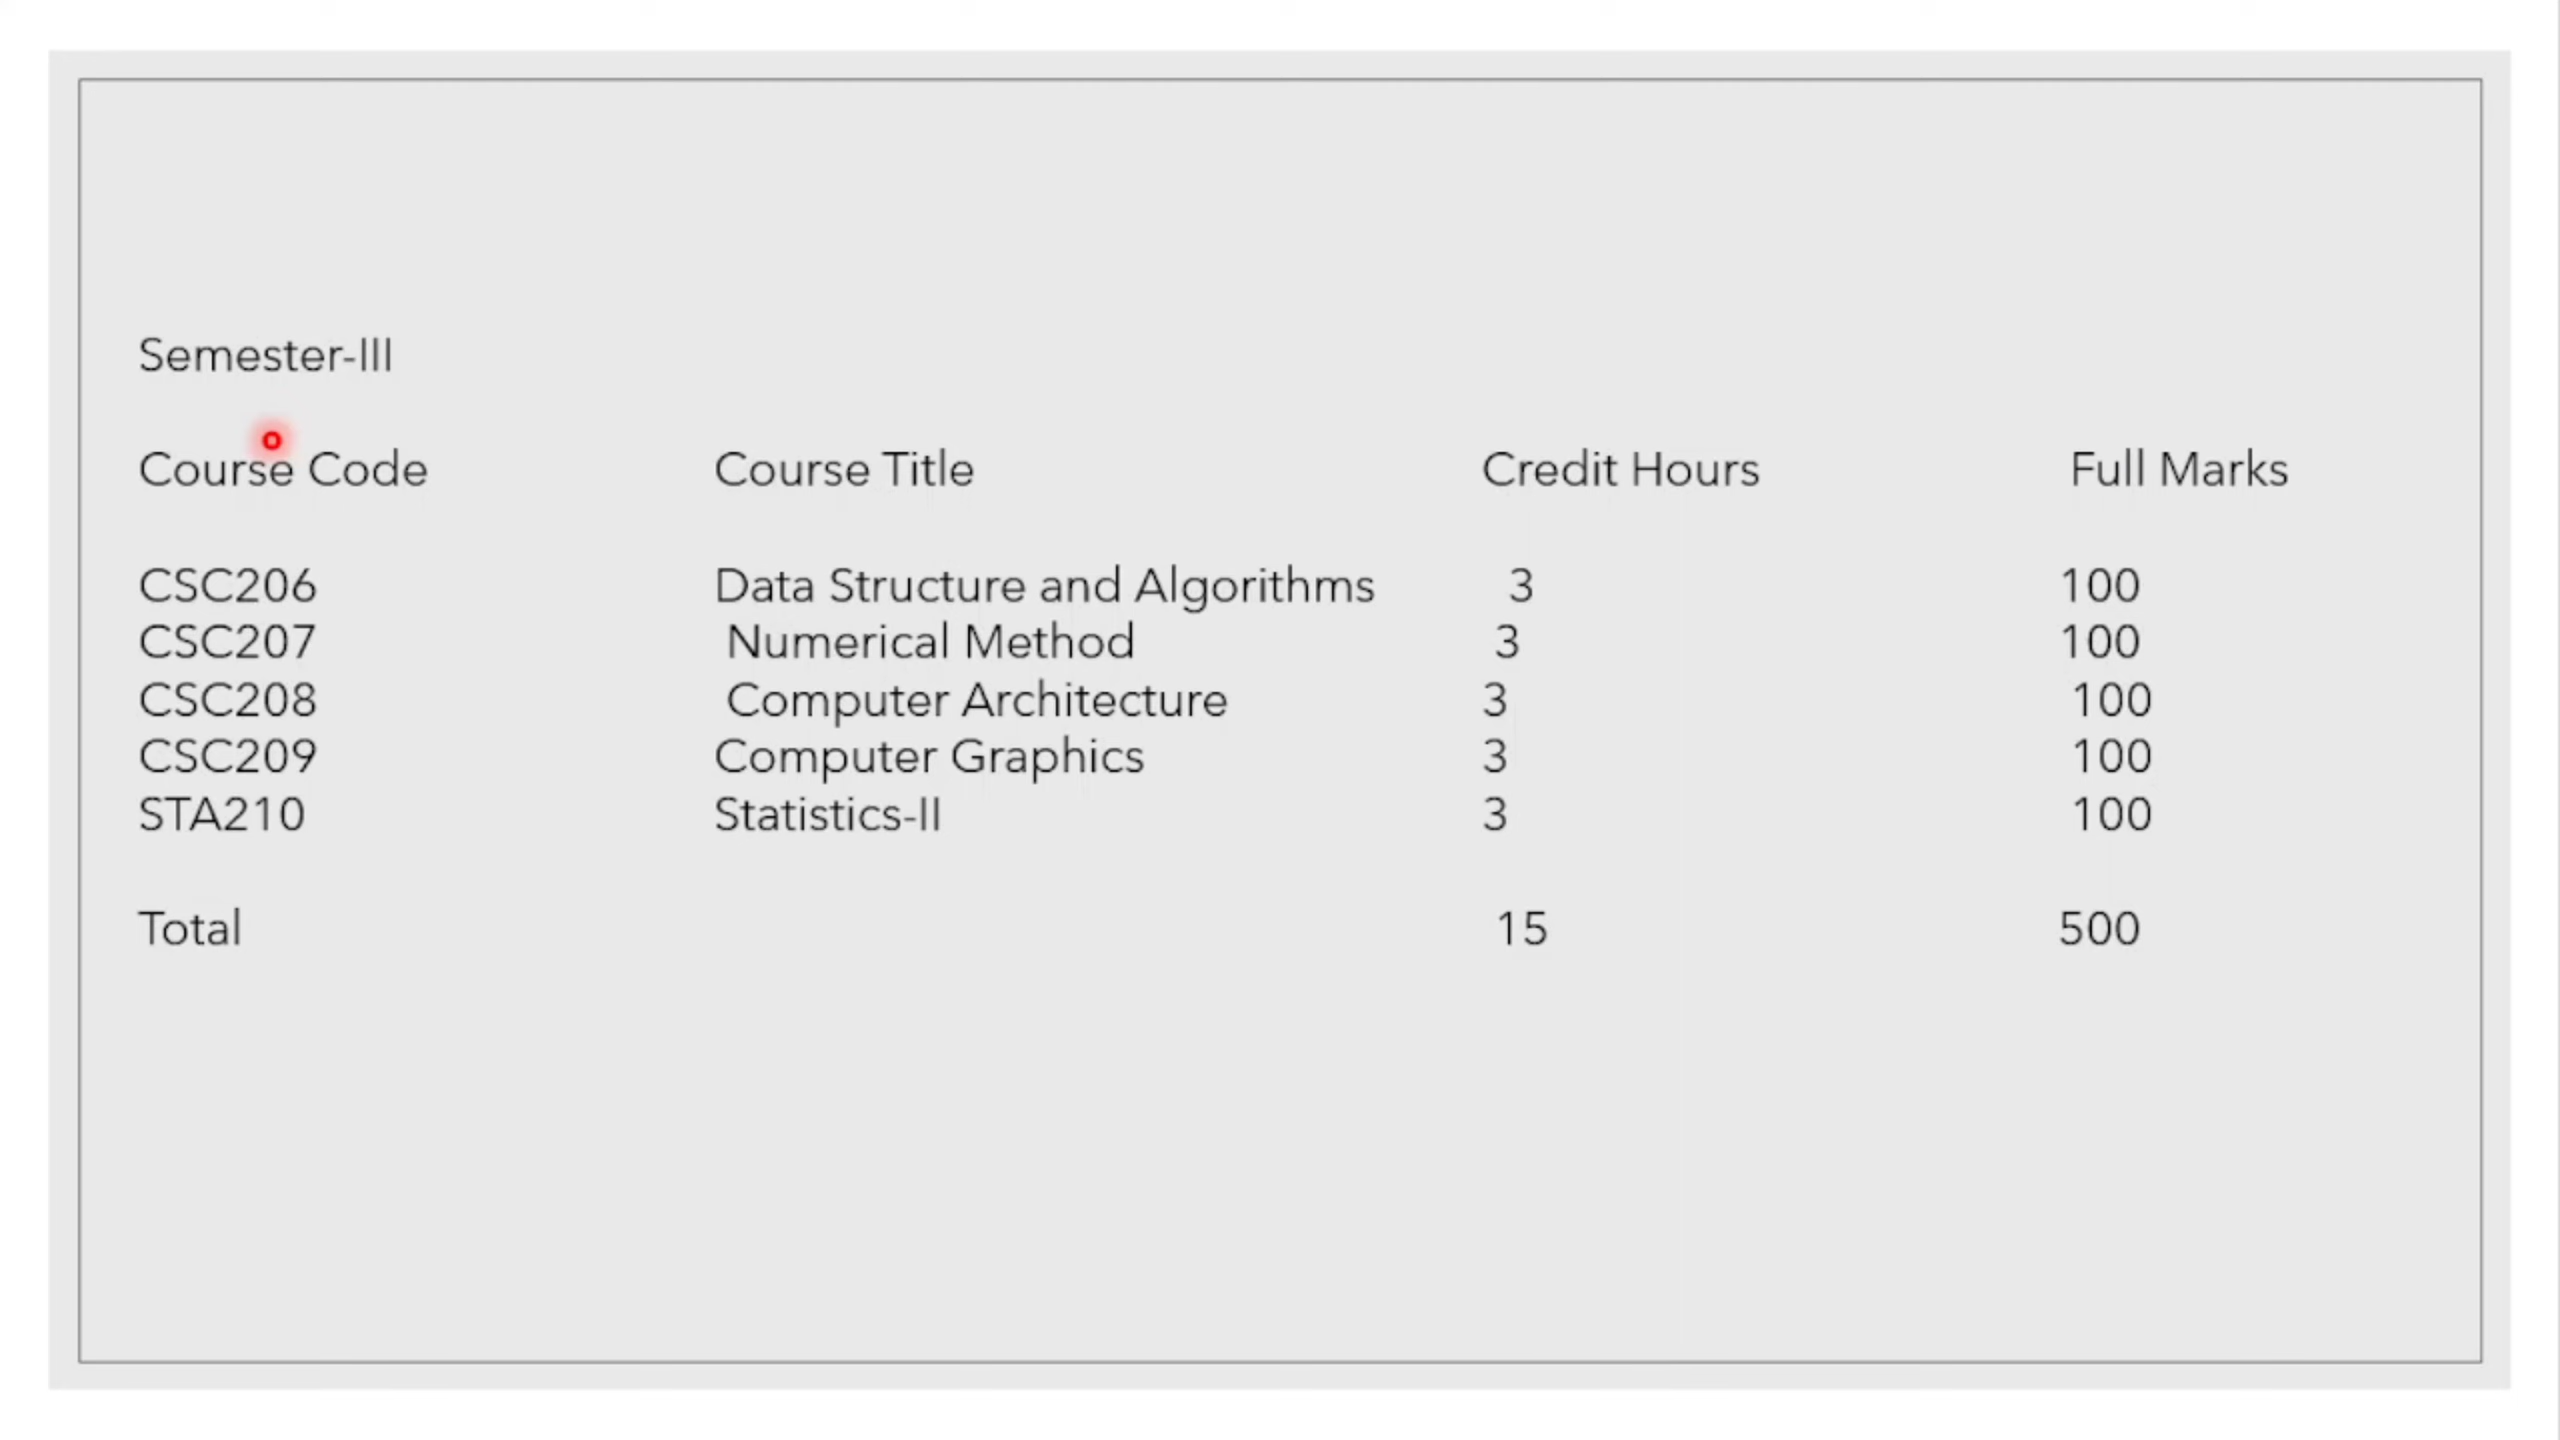 Semester-III
Course Code Course Title Credit Hours Full Marks
CSC206 Data Structure and Algorithms 3 100
CSC207 Numerical Method 3 100
CSC208 Computer Architecture 3 100
CSC209 Computer Graphics 3 100
STA210 Statistics-II 3 100
Total 15 500